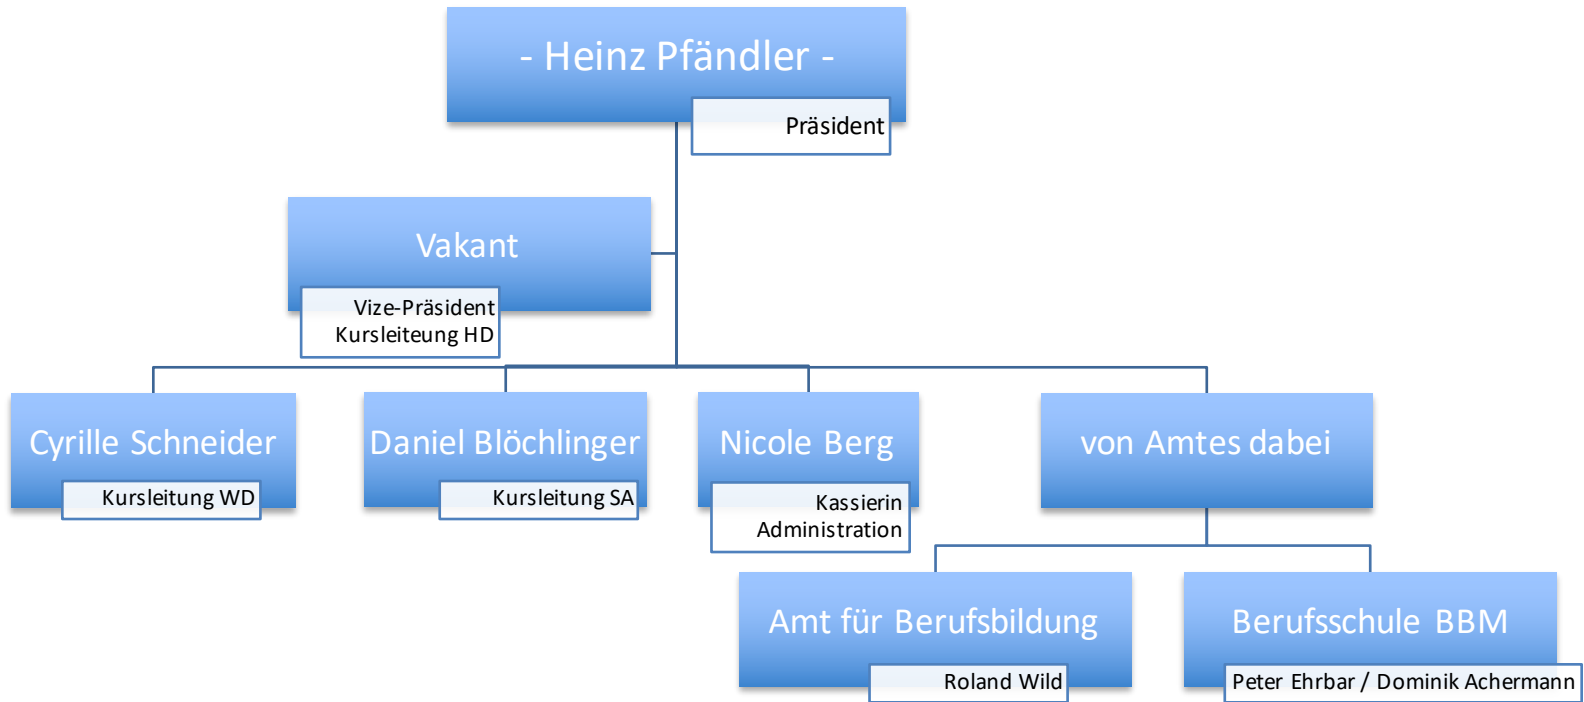 - Heinz Pfändler -
Präsident
Vakant
Vize-Präsident
Kursleiteung HD
Cyrille Schneider
Kursleitung WD
Daniel Blöchlinger
Kursleitung SA
Nicole Berg
Kassierin
Administration
von Amtes dabei
Amt für Berufsbildung
Roland Wild
Berufsschule BBM
Peter Ehrbar / Dominik Achermann